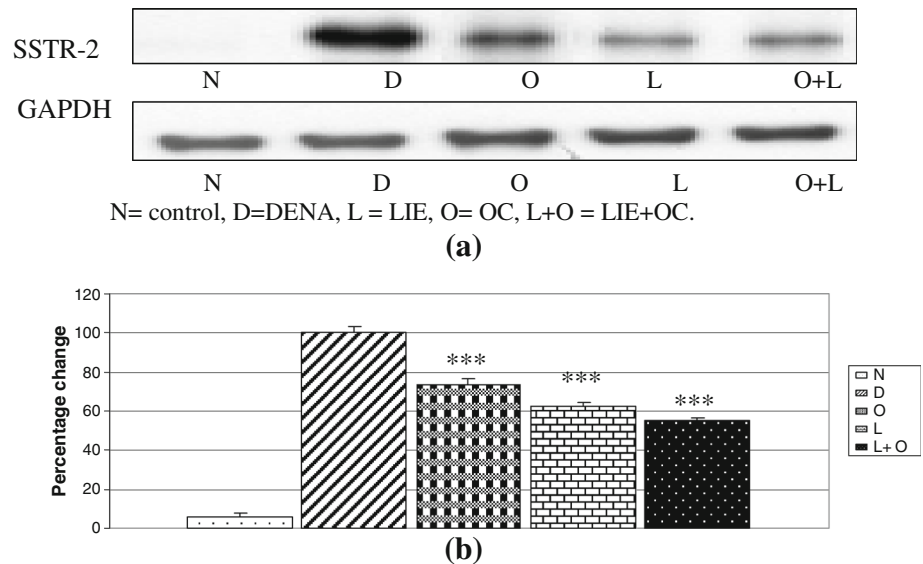 SSTR-2
N D O L O+L
GAPDH
N D O L O+L
N= control, D=DENA, L = LIE, O= OC, L+O = LIE+OC.
(a)
120
100
80
60
40
20
0
Percentage change
***
***
***
N
D
O
L
L+ O
(b)